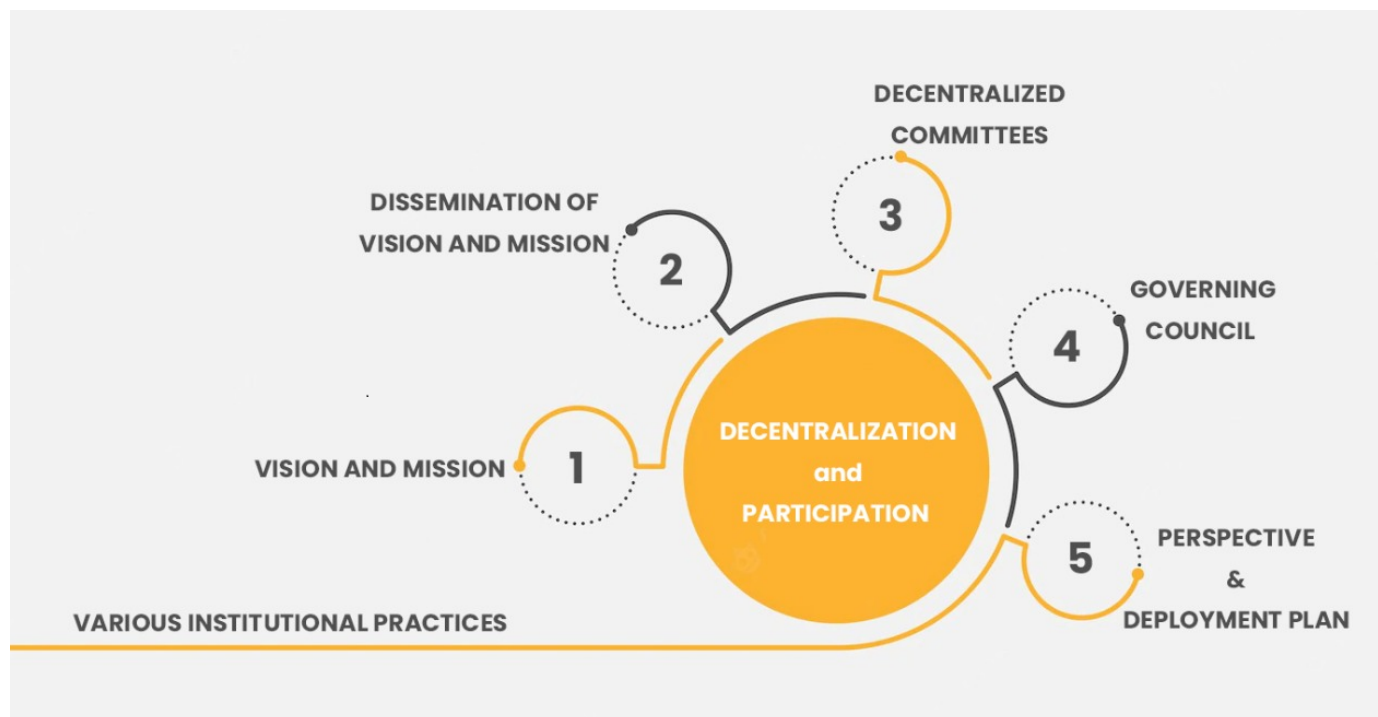 DECENTRALIZED
COMMITTEES
3
DISSEMINATION OF
VISION AND MISSION
2
GOVERNING
COUNCIL
4
VISION AND MISSION
1
DECENTRALIZATION
and
PARTICIPATION
5
PERSPECTIVE
&
DEPLOYMENT PLAN
VARIOUS INSTITUTIONAL PRACTICES